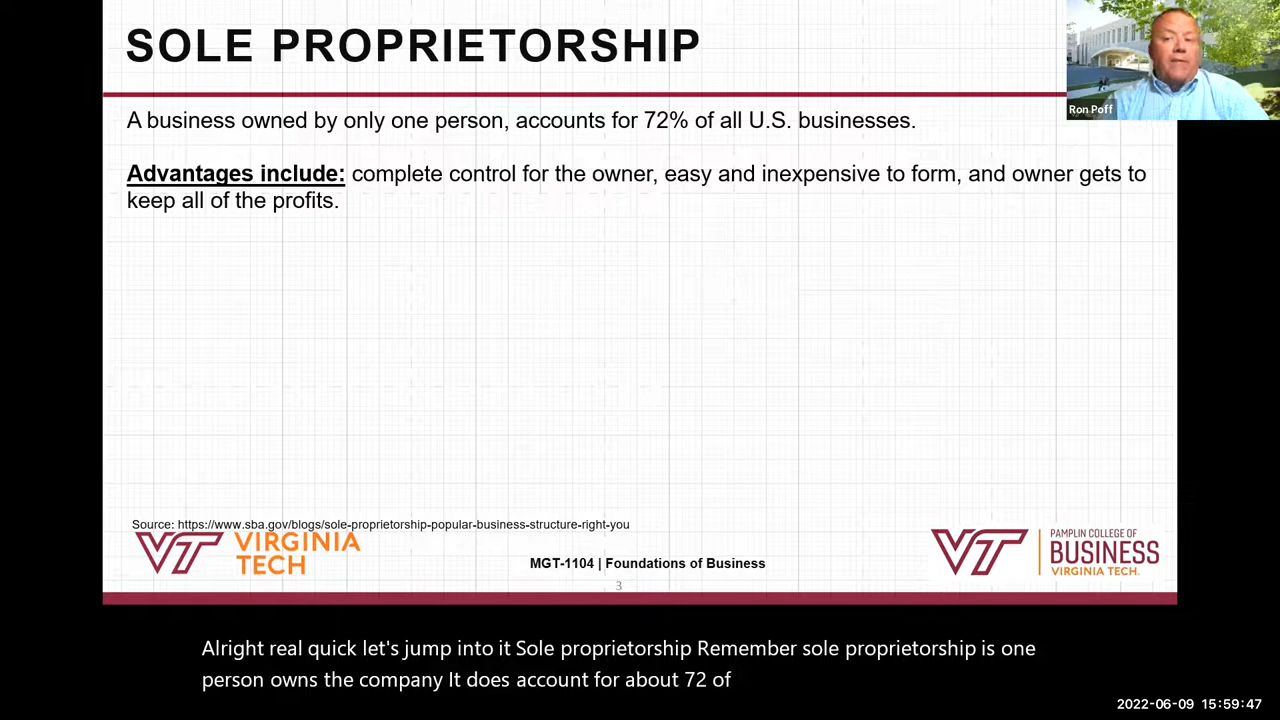 SOLE PROPRIETORSHIP
Ron Poff
A business owned by only one person, accounts for 72% of all U.S. businesses.
Advantages include: complete control for the owner, easy and inexpensive to form, and owner gets to
keep all of the profits.
Source: https://www.sba.gov/blogs/sole-proprietorship-popular-business-structure-right-you
VT VIRGINIA
TECH
MGT-1104 | Foundations of Business
3
VT PAMPLIN COLLEGE OF
BUSINESS
VIRGINIA TECH.
Alright real quick let's jump into it Sole proprietorship Remember sole proprietorship is one
person owns the company It does account for about 72 of
2022-06-09 15:59:47